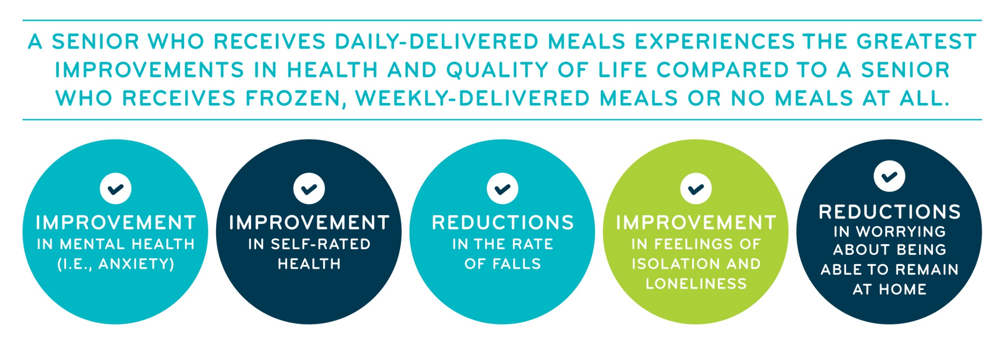 A SENIOR WHO RECEIVES DAILY-DELIVERED MEALS EXPERIENCES THE GREATEST
IMPROVEMENTS IN HEALTH AND QUALITY OF LIFE COMPARED TO A SENIOR
WHO RECEIVES FROZEN, WEEKLY-DELIVERED MEALS OR NO MEALS AT ALL.
IMPROVEMENT
IN MENTAL HEALTH
(I.E., ANXIETY)
IMPROVEMENT
IN SELF-RATED
HEALTH
REDUCTIONS
IN THE RATE
OF FALLS
IMPROVEMENT
IN FEELINGS OF
ISOLATION AND
LONELINESS
REDUCTIONS
IN WORRYING
ABOUT BEING
ABLE TO REMAIN
AT HOME